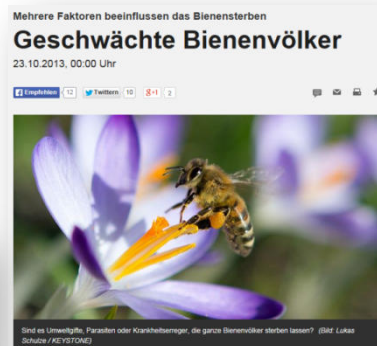 Mehrere Faktoren beeinflussen das Bienensterben
Geschwächte Bienenvölker
23.10.2013, 00:00 Uhr
Empfehlen 12 Twittern 10 g+1 2
Sind es Umweltgifte, Parasiten oder Krankheitserreger, die ganze Bienenvölker sterben lassen? (Bild: Lukas
Schulze / KEYSTONE)